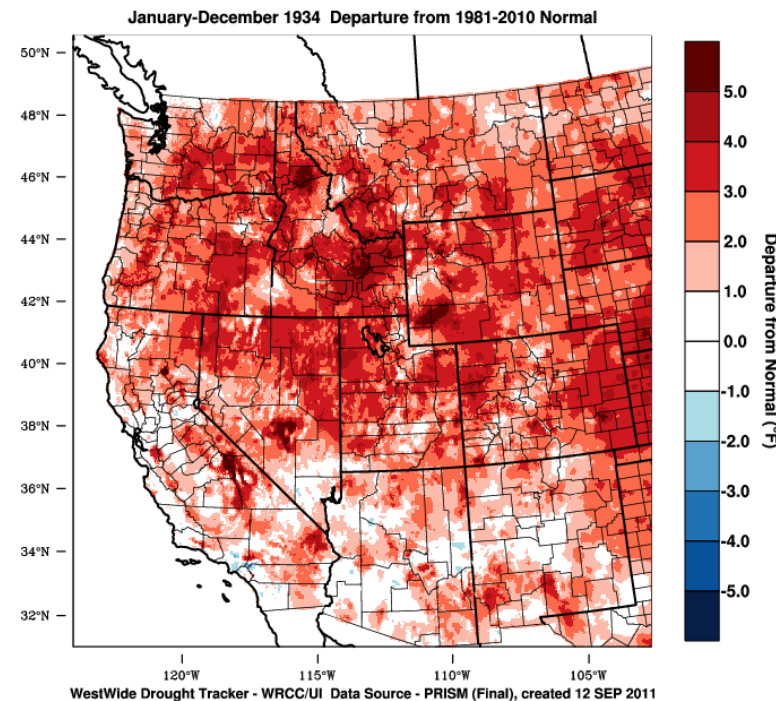 January-December 1934 Departure from 1981-2010 Normal
50°N
48°N
46°N
44°N
42°N
40°N
38°N
36°N
34°N
32°N
120°W
115°W
110°W
105°W
5.0
4.0
3.0
2.0
1.0
0.0
-1.0
-2.0
-3.0
-4.0
-5.0
Departure from Normal (°F)
WestWide Drought Tracker - WRCC/UI Data Source - PRISM (Final), created 12 SEP 2011